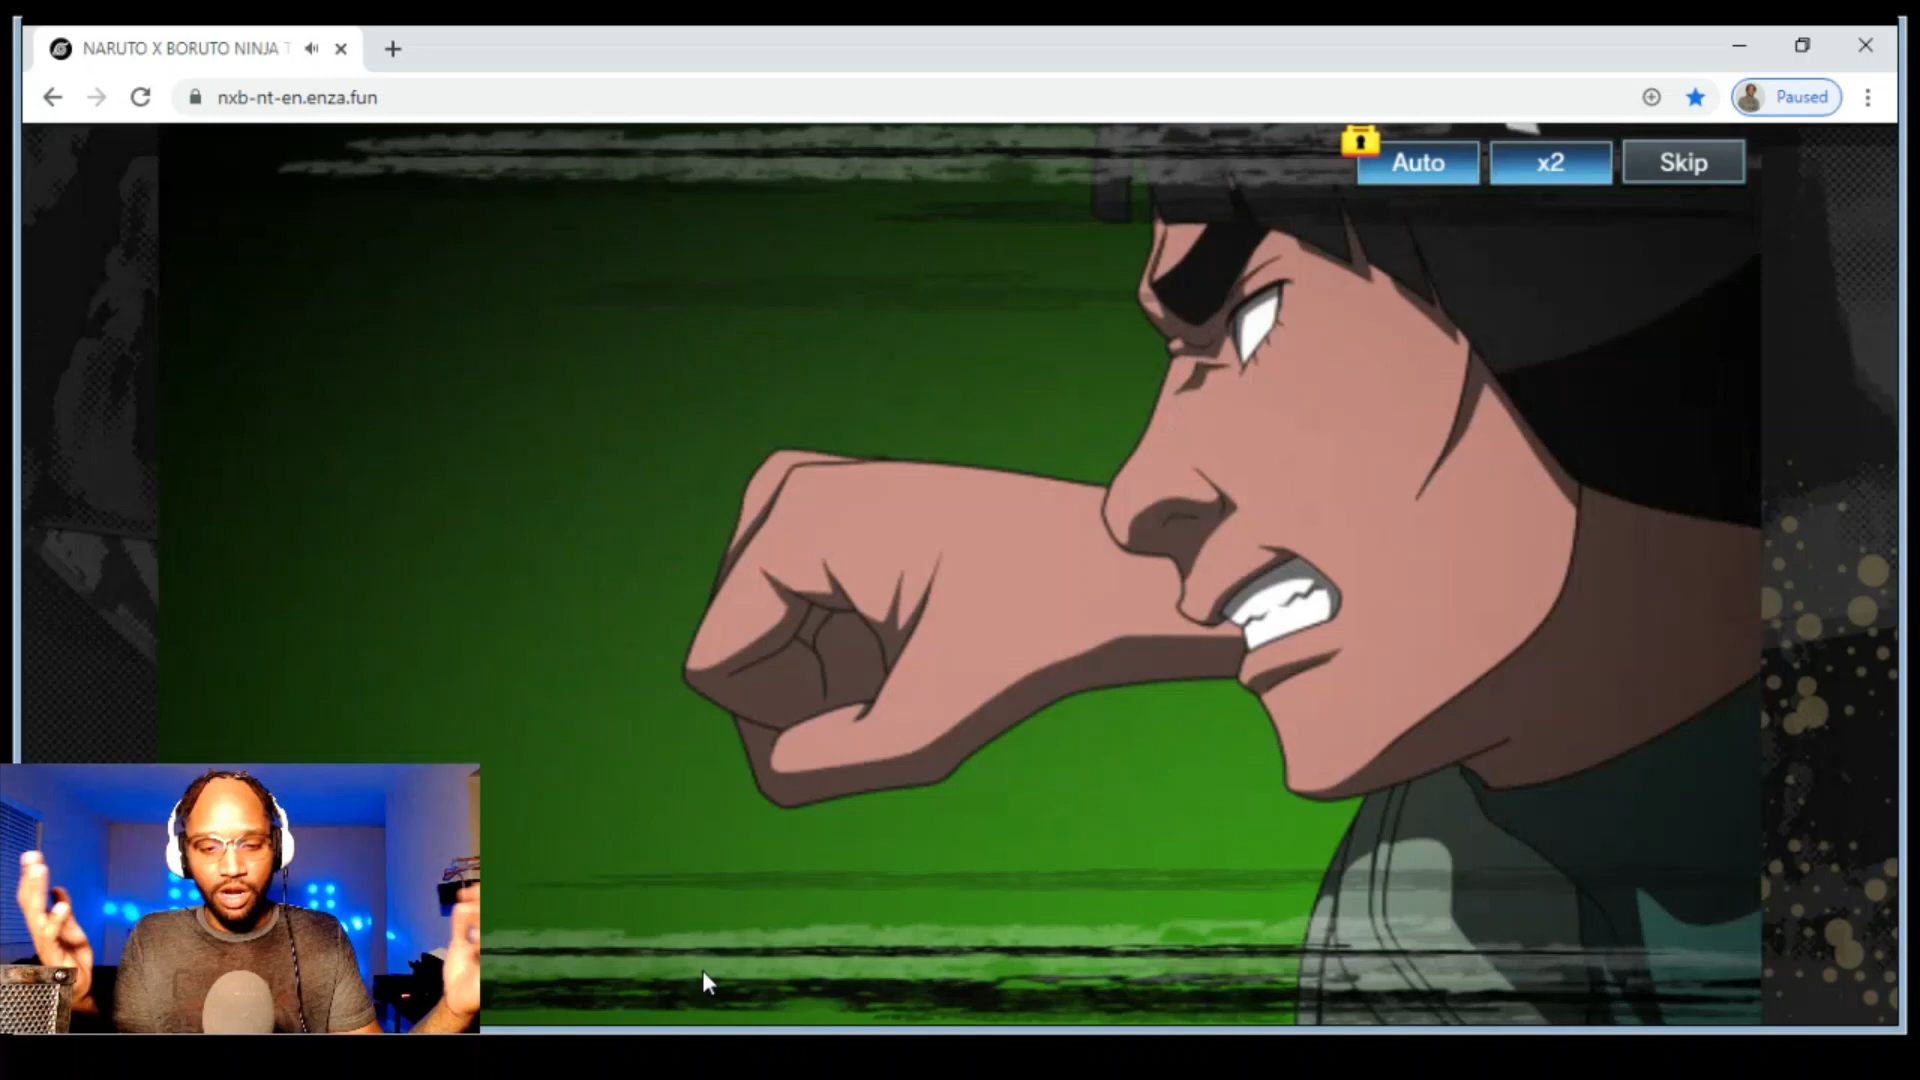 NARUTO X BORUTO NINJA T
nxb-nt-en.enza.fun
Paused
Auto
x2
Skip